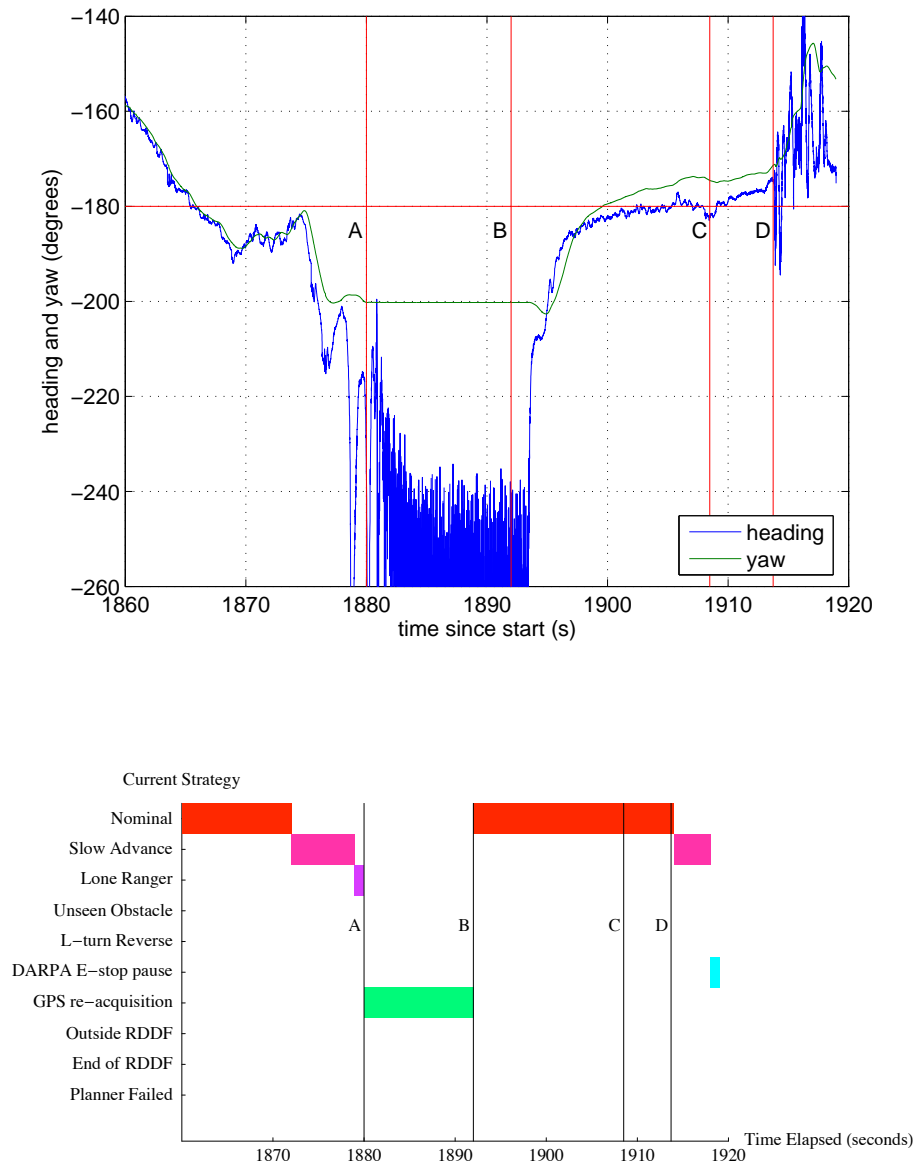 −140
−160
−180
−200
−220
−240
−260
heading and yaw (degrees)
A
B
C
D
heading
yaw
1860
1870
1880
1890
1900
1910
1920
time since start (s)
Current Strategy
Nominal
Slow Advance
Lone Ranger
Unseen Obstacle
L−turn Reverse
DARPA E−stop pause
GPS re−acquisition
Outside RDDF
End of RDDF
Planner Failed
A
B
C
D
Time Elapsed (seconds)
1870
1880
1890
1900
1910
1920